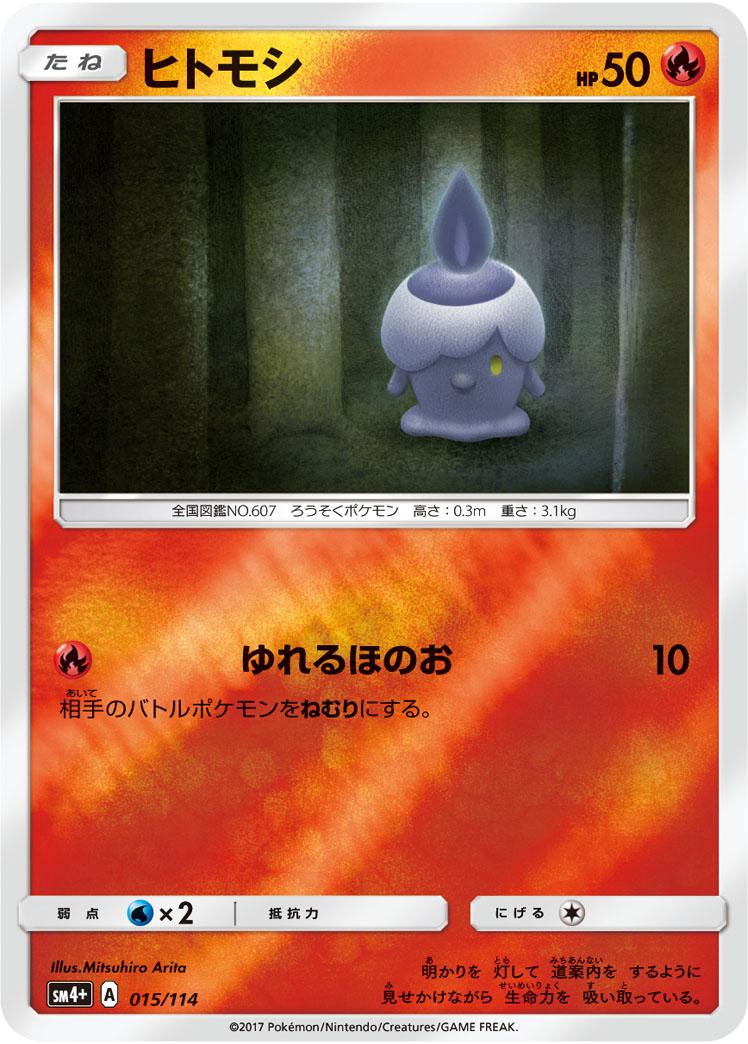 たね ヒトモシ HP 50
全国図鑑NO.607 ろうそくポケモン 高さ:0.3m 重さ:3.1kg
ゆれるほのお 10
あいて
相手のバトルポケモンをねむりにする。
弱点 ×2 抵抗力 にげる
Illus.Mitsuhiro Arita
SM4+ A 015/114
あ とも みちあんない
明かりを 灯して 道案内を するように
み せいめいりょく す と
見せかけながら 生命力を 吸い取っている。
©2017 Pokémon/Nintendo/Creatures/GAME FREAK.